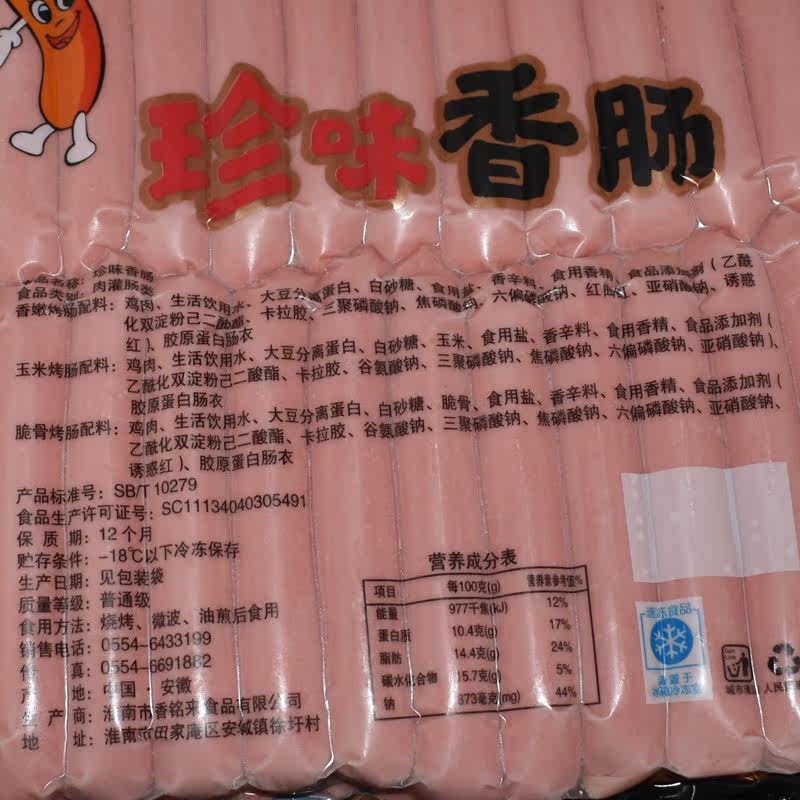 珍味香肠
产品名称：珍味香肠
食品类别：肉灌肠类
香嫩烤肠配料：鸡肉、生活饮用水、大豆分离蛋白、白砂糖、食用盐、香辛料、食用香精、食品添加剂（乙酰
化双淀粉己二酸酯、卡拉胶、三聚磷酸钠、焦磷酸钠、六偏磷酸钠、红曲红、亚硝酸钠、诱惑
红）、胶原蛋白肠衣
玉米烤肠配料：鸡肉、生活饮用水、大豆分离蛋白、白砂糖、玉米、食用盐、香辛料、食用香精、食品添加剂（
乙酰化双淀粉己二酸酯、卡拉胶、谷氨酸钠、三聚磷酸钠、焦磷酸钠、六偏磷酸钠、亚硝酸钠）、
胶原蛋白肠衣
脆骨烤肠配料：鸡肉、生活饮用水、大豆分离蛋白、白砂糖、脆骨、食用盐、香辛料、食用香精、食品添加剂（
乙酰化双淀粉己二酸酯、卡拉胶、谷氨酸钠、三聚磷酸钠、焦磷酸钠、六偏磷酸钠、亚硝酸钠、
诱惑红）、胶原蛋白肠衣
产品标准号：SB/T 10279
食品生产许可证号：SC11134040305491
保 质 期：12个月
贮存条件：-18℃以下冷冻保存
生产日期：见包装袋
质量等级：普通级
食用方法：烧烤、微波、油煎后食用
销售电话：0554-6433199
传 真：0554-6691882
产 地：中国·安徽
生 产 商：淮南市香铭来食品有限公司
地 址：淮南市田家庵区安城镇徐圩村
营养成分表
项目 每100克(g) 营养素参考值%
能量 977千焦(kJ) 12%
蛋白质 10.4克(g) 17%
脂肪 14.4克(g) 24%
碳水化合物 15.7克(g) 5%
钠 873毫克(mg) 44%
速冻食品